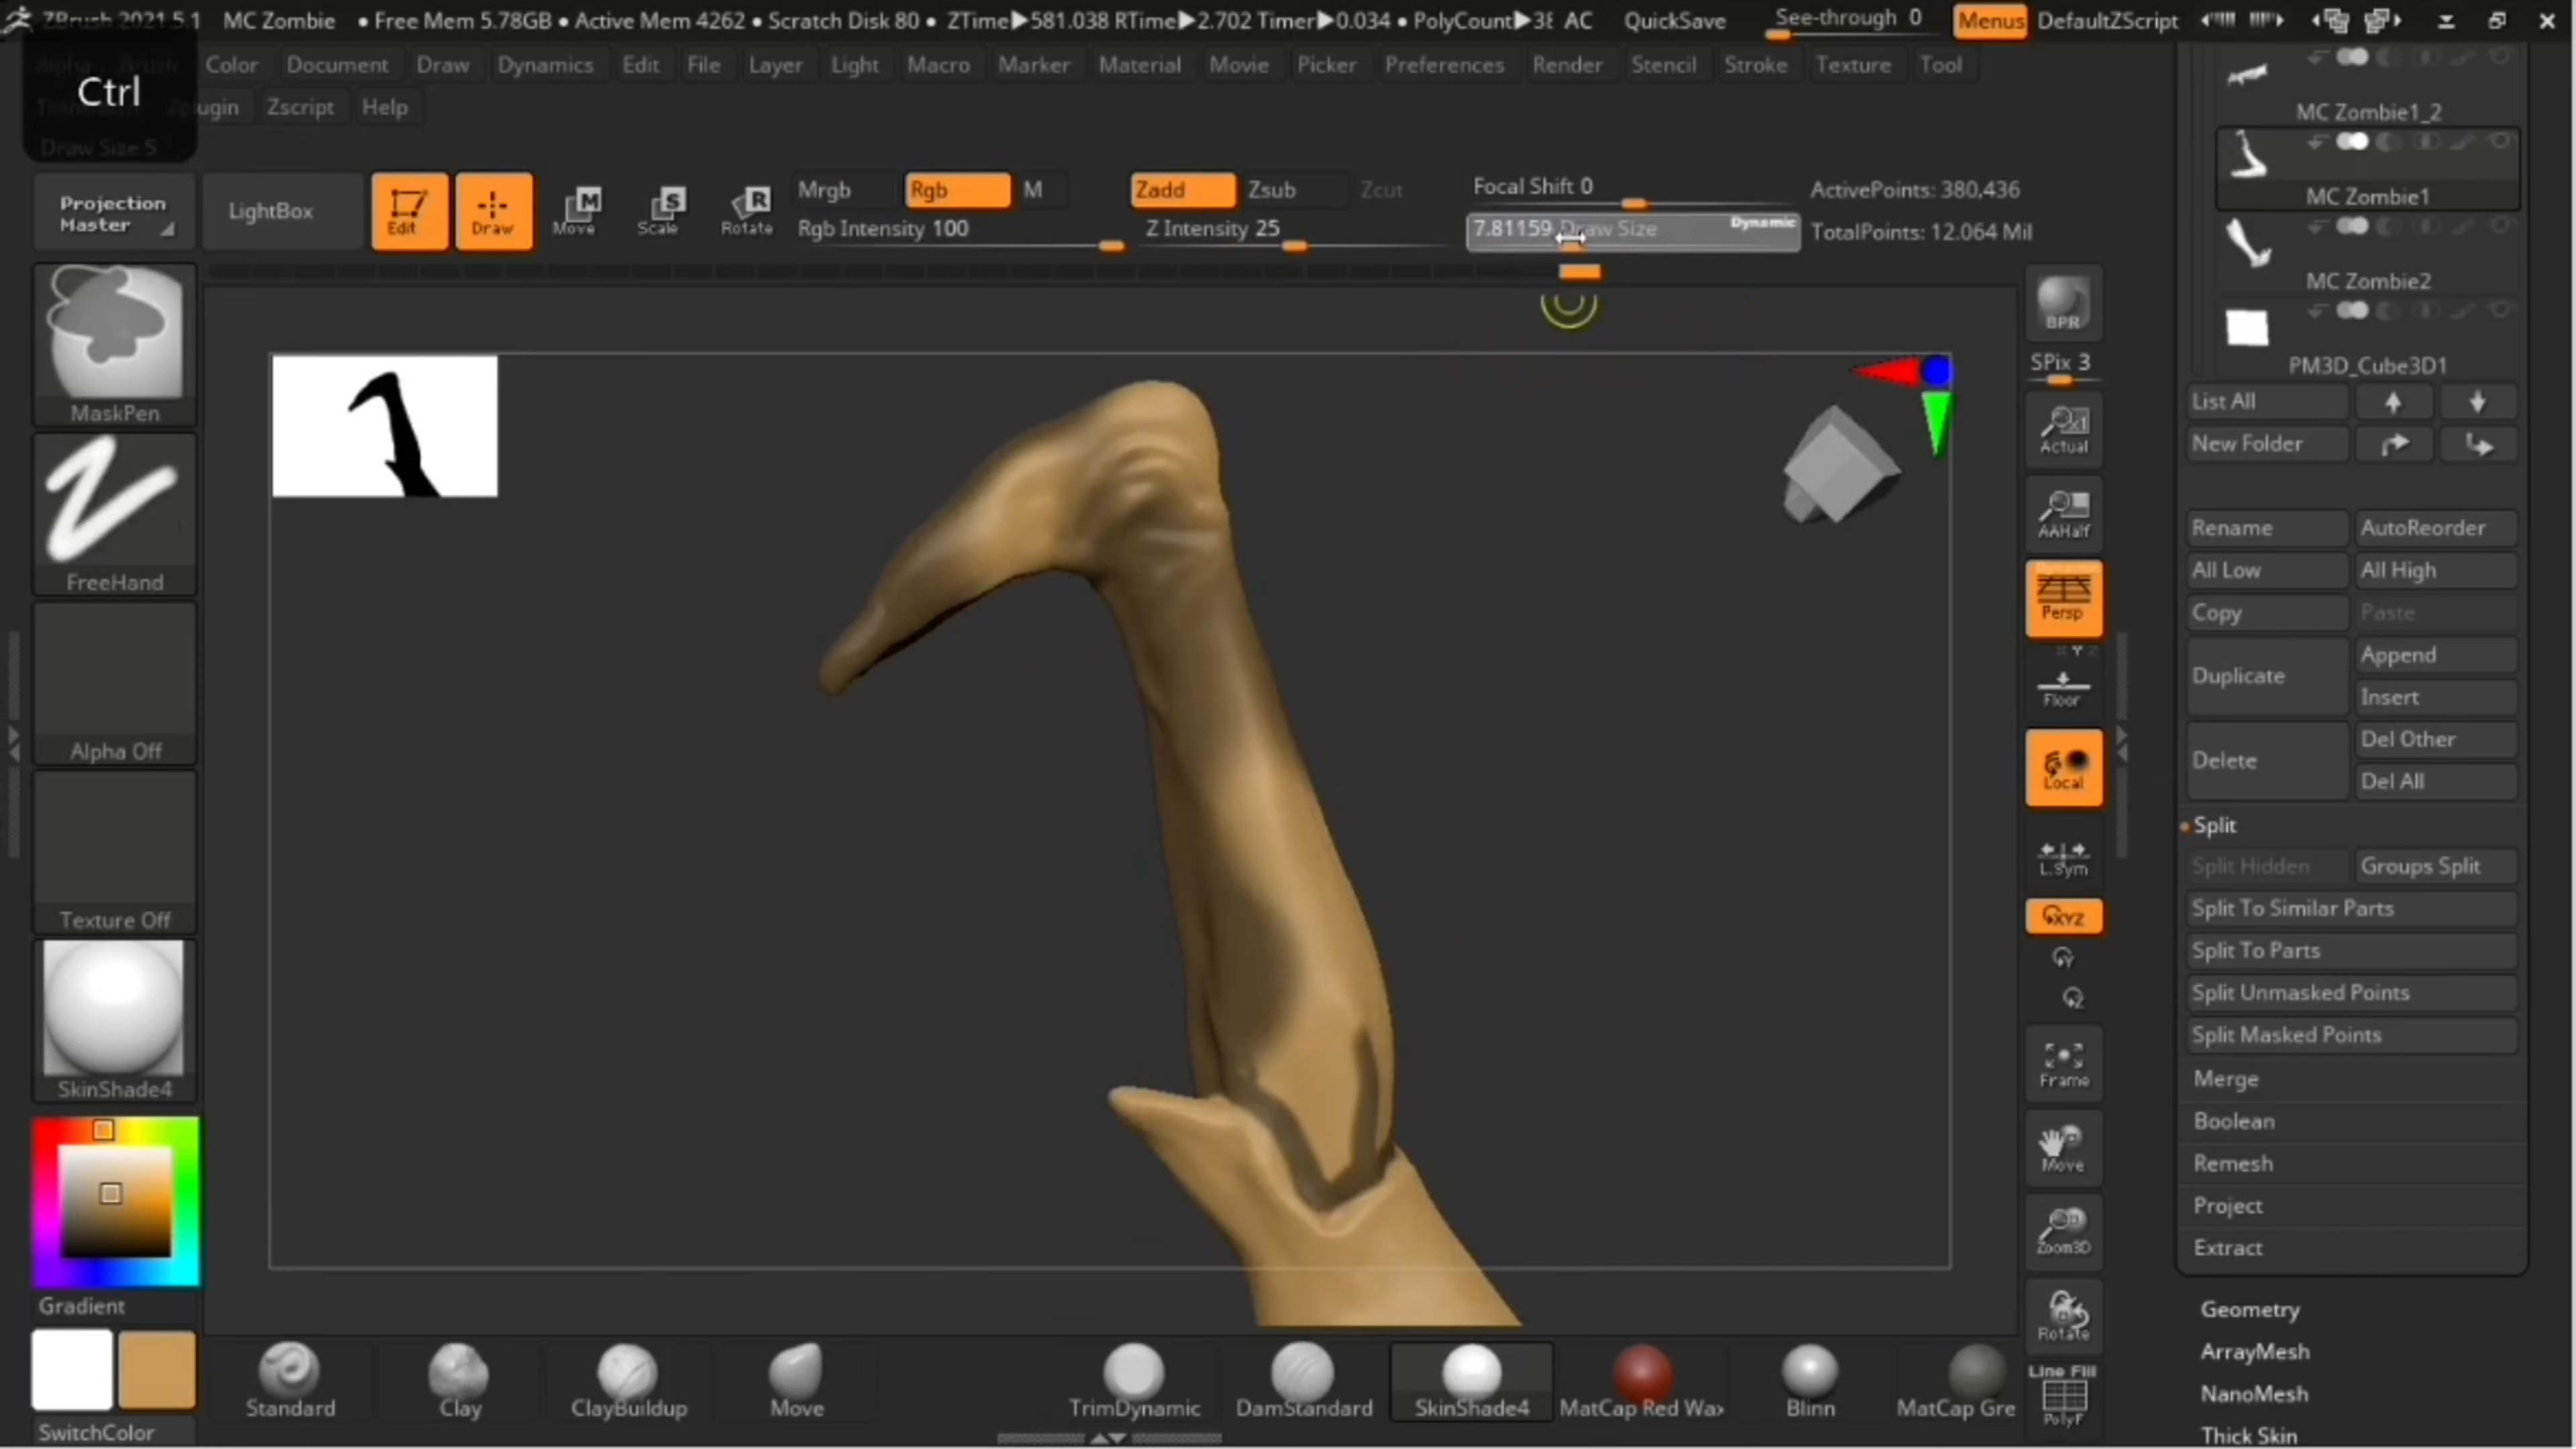 ZBrush 2021.5.1 MC Zombie • Free Mem 5.78GB • Active Mem 4262 • Scratch Disk 80 • ZTime▶581.038 RTime▶2.702 Timer▶0.034 • PolyCount▶ AC QuickSave See-through 0 Menus DefaultZScript
Alpha Brush Color Document Draw Dynamics Edit File Layer Light Macro Marker Material Movie Picker Preferences Render Stencil Stroke Texture Tool
Ctrl
Zplugin Zscript Help
Draw Size S
Projection Master
LightBox
Edit
Draw
Move
M
Scale
S
Rotate
R
Mrgb Rgb M
Rgb Intensity 100
Zadd Zsub Zcut
Z Intensity 25
Focal Shift 0
7.81159 Draw Size Dynamic
ActivePoints: 380,436
TotalPoints: 12.064 Mil
MaskPen
FreeHand
Alpha Off
Texture Off
SkinShade4
Gradient
SwitchColor
Standard
Clay
ClayBuildup
Move
TrimDynamic
DamStandard
SkinShade4
MatCap Red Wax
Blinn
MatCap Gre
BPR
SPix 3
Actual
AAHalf
Persp
Floor
Local
L.Sym
XYZ
Frame
Move
Zoom3D
Rotate
Line Fill
PolyF
MC Zombie1_2
MC Zombie1
MC Zombie2
PM3D_Cube3D1
List All
New Folder
Rename AutoReorder
All Low All High
Copy Paste
Duplicate Append
Insert
Delete Del Other
Del All
Split
Split Hidden Groups Split
Split To Similar Parts
Split To Parts
Split Unmasked Points
Split Masked Points
Merge
Boolean
Remesh
Project
Extract
Geometry
ArrayMesh
NanoMesh
Thick Skin